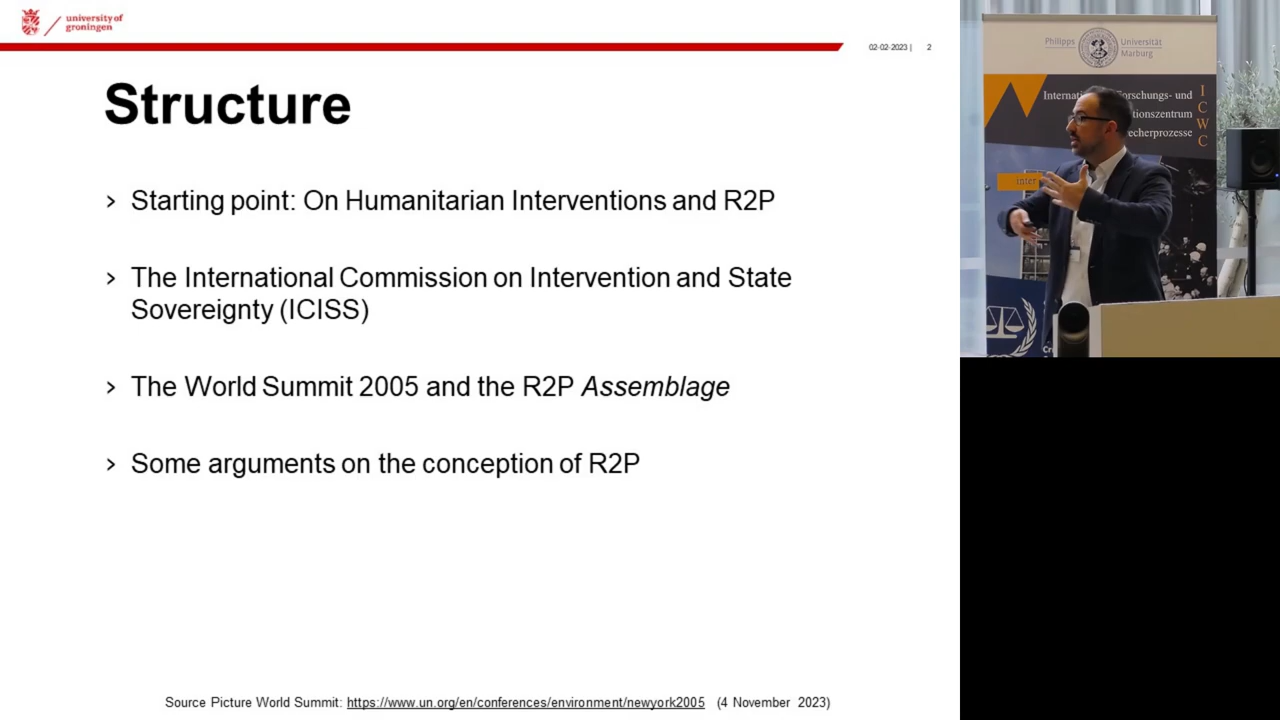 university of
groningen
02-02-2023 | 2
Structure
› Starting point: On Humanitarian Interventions and R2P
› The International Commission on Intervention and State
Sovereignty (ICISS)
› The World Summit 2005 and the R2P Assemblage
› Some arguments on the conception of R2P
Source Picture World Summit: https://www.un.org/en/conferences/environment/newyork2005 (4 November 2023)
Philipps Universität
Marburg
Forschungs- und
ICWC
inter